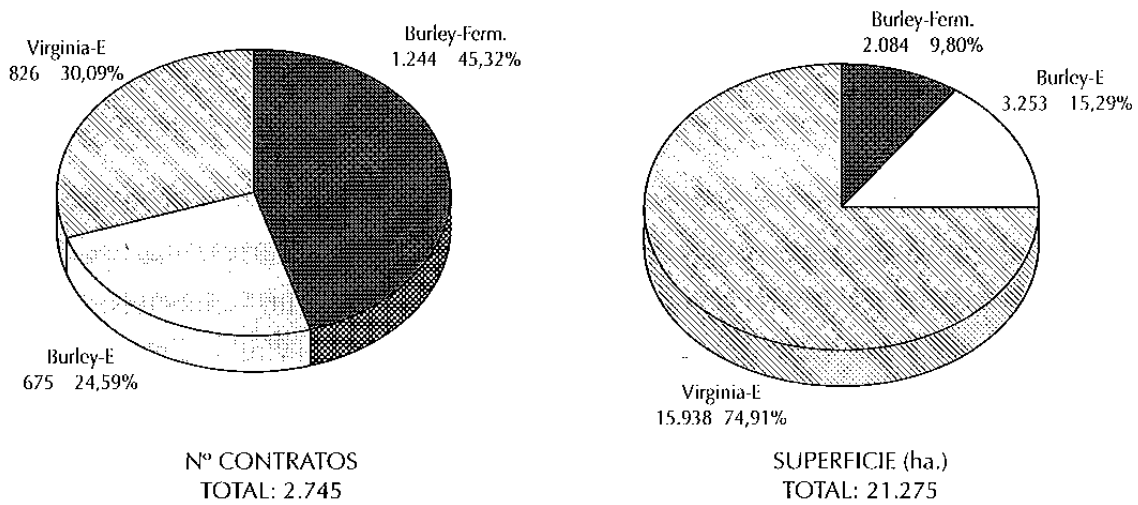 Virginia-E
826 30,09%
Burley-Ferm.
1.244 45,32%
Burley-E
675 24,59%
Nº CONTRATOS
TOTAL: 2.745
Burley-Ferm.
2.084 9,80%
Burley-E
3.253 15,29%
Virginia-E
15.938 74,91%
SUPERFICIE (ha.)
TOTAL: 21.275